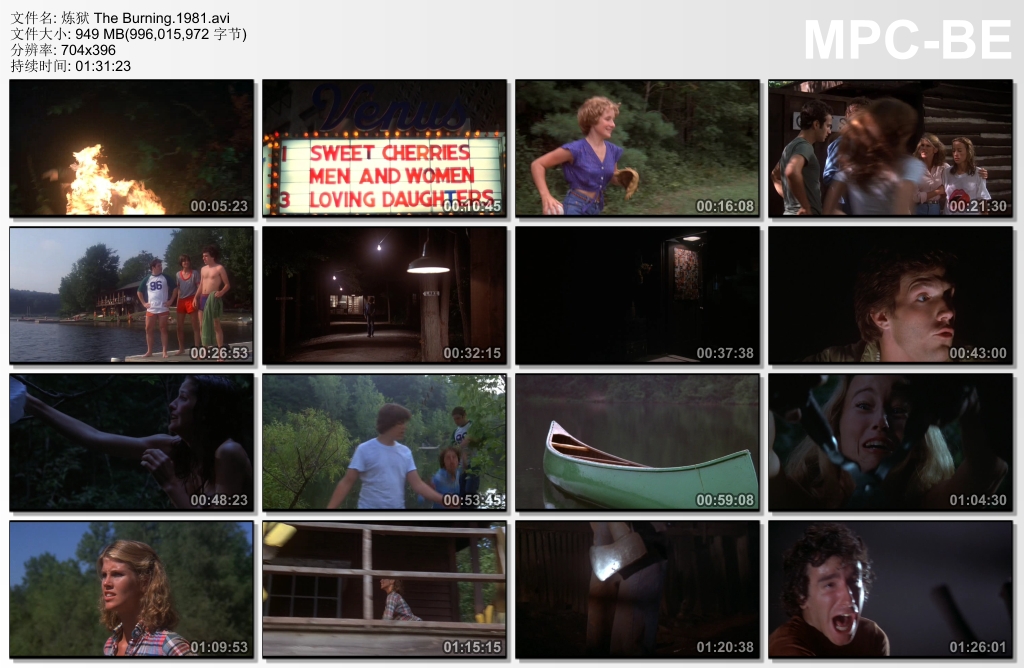 文件名: 炼狱 The Burning.1981.avi
文件大小: 949 MB(996,015,972 字节)
分辨率: 704x396
持续时间: 01:31:23
MPC-BE
00:05:23
Venus
1 SWEET CHERRIES
MEN AND WOMEN
3 LOVING DAUGHTERS
00:10:45
00:16:08
00:21:30
96
00:26:53
00:32:15
00:37:38
00:43:00
00:48:23
00:53:45
00:59:08
01:04:30
01:09:53
01:15:15
01:20:38
01:26:01